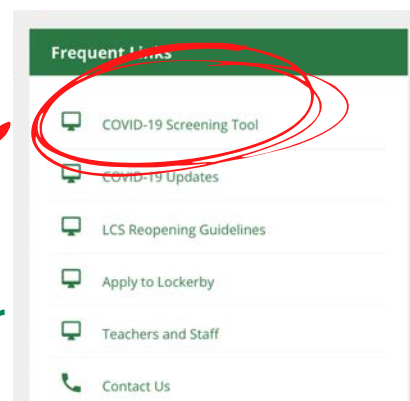 Frequent Links
COVID-19 Screening Tool
COVID-19 Updates
LCS Reopening Guidelines
Apply to Lockerby
Teachers and Staff
Contact Us